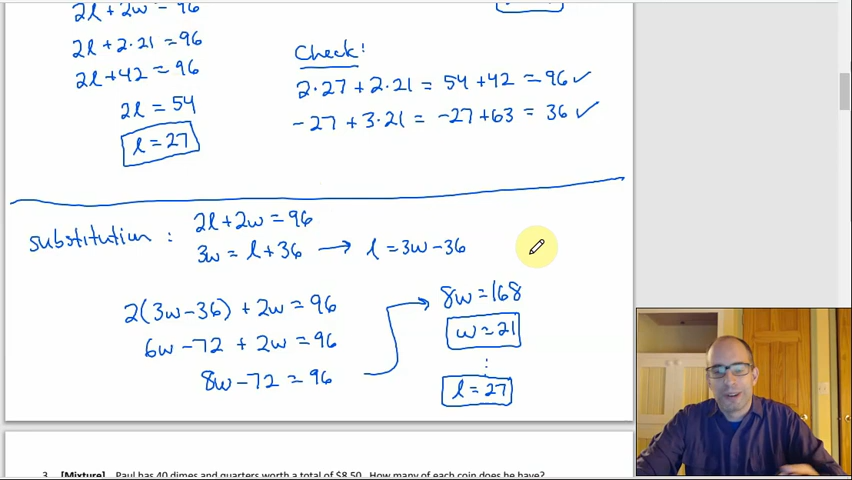 2l + 2w = 96
2l + 2·21 = 96
2l + 42 = 96
2l = 54
l = 27
Check!
2·27 + 2·21 = 54 + 42 = 96 ✓
-27 + 3·21 = -27 + 63 = 36 ✓
substitution :
2l + 2w = 96
3w = l + 36 → l = 3w - 36
2(3w - 36) + 2w = 96
6w - 72 + 2w = 96
8w - 72 = 96
8w = 168
w = 21
⋮
l = 27
3 [Mixture] Paul has 40 dimes and quarters worth a total of $8.50. How many of each coin does he have?